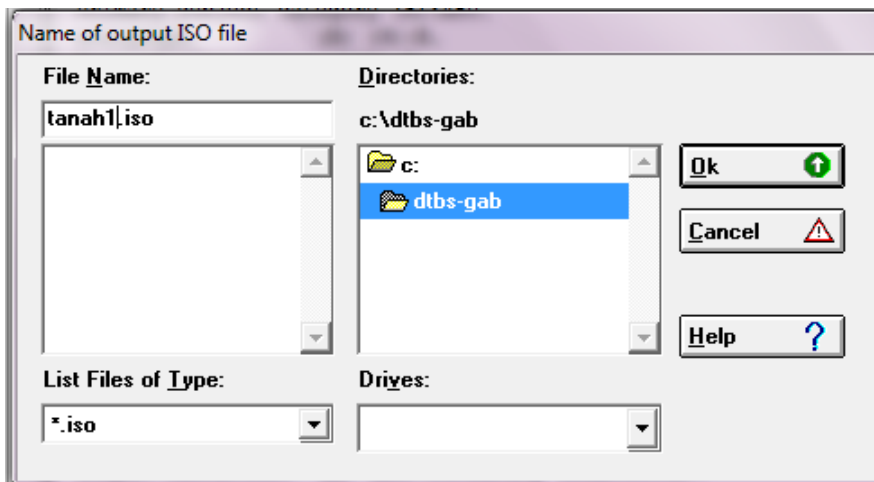 Name of output ISO file
File Name:
tanah1.iso
Directories:
c:\dtbs-gab
c:
dtbs-gab
Ok
Cancel
Help
List Files of Type:
*.iso
Drives: